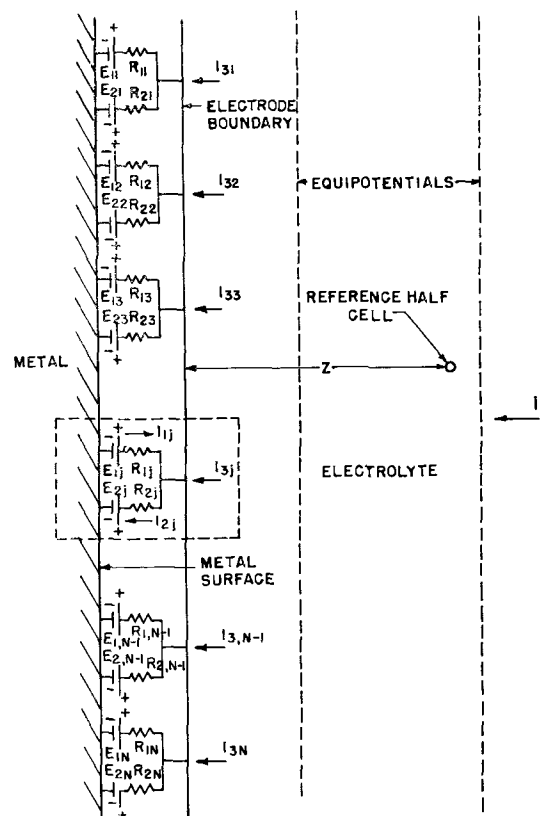 +
−
E11 R11
E21 R21
−
+
I31
ELECTRODE
BOUNDARY
+
−
E12 R12
E22 R22
−
+
I32
EQUIPOTENTIALS
+
−
E13 R13
E23 R23
−
+
I33
REFERENCE HALF
CELL
METAL
Z
I
+
I1j
−
E1j R1j
E2j R2j
−
I2j
+
I3j
ELECTROLYTE
METAL
SURFACE
+
−
E1,N-1 R1,N-1
E2,N-1 R2,N-1
−
+
I3,N-1
+
−
E1N R1N
E2N R2N
−
+
I3N